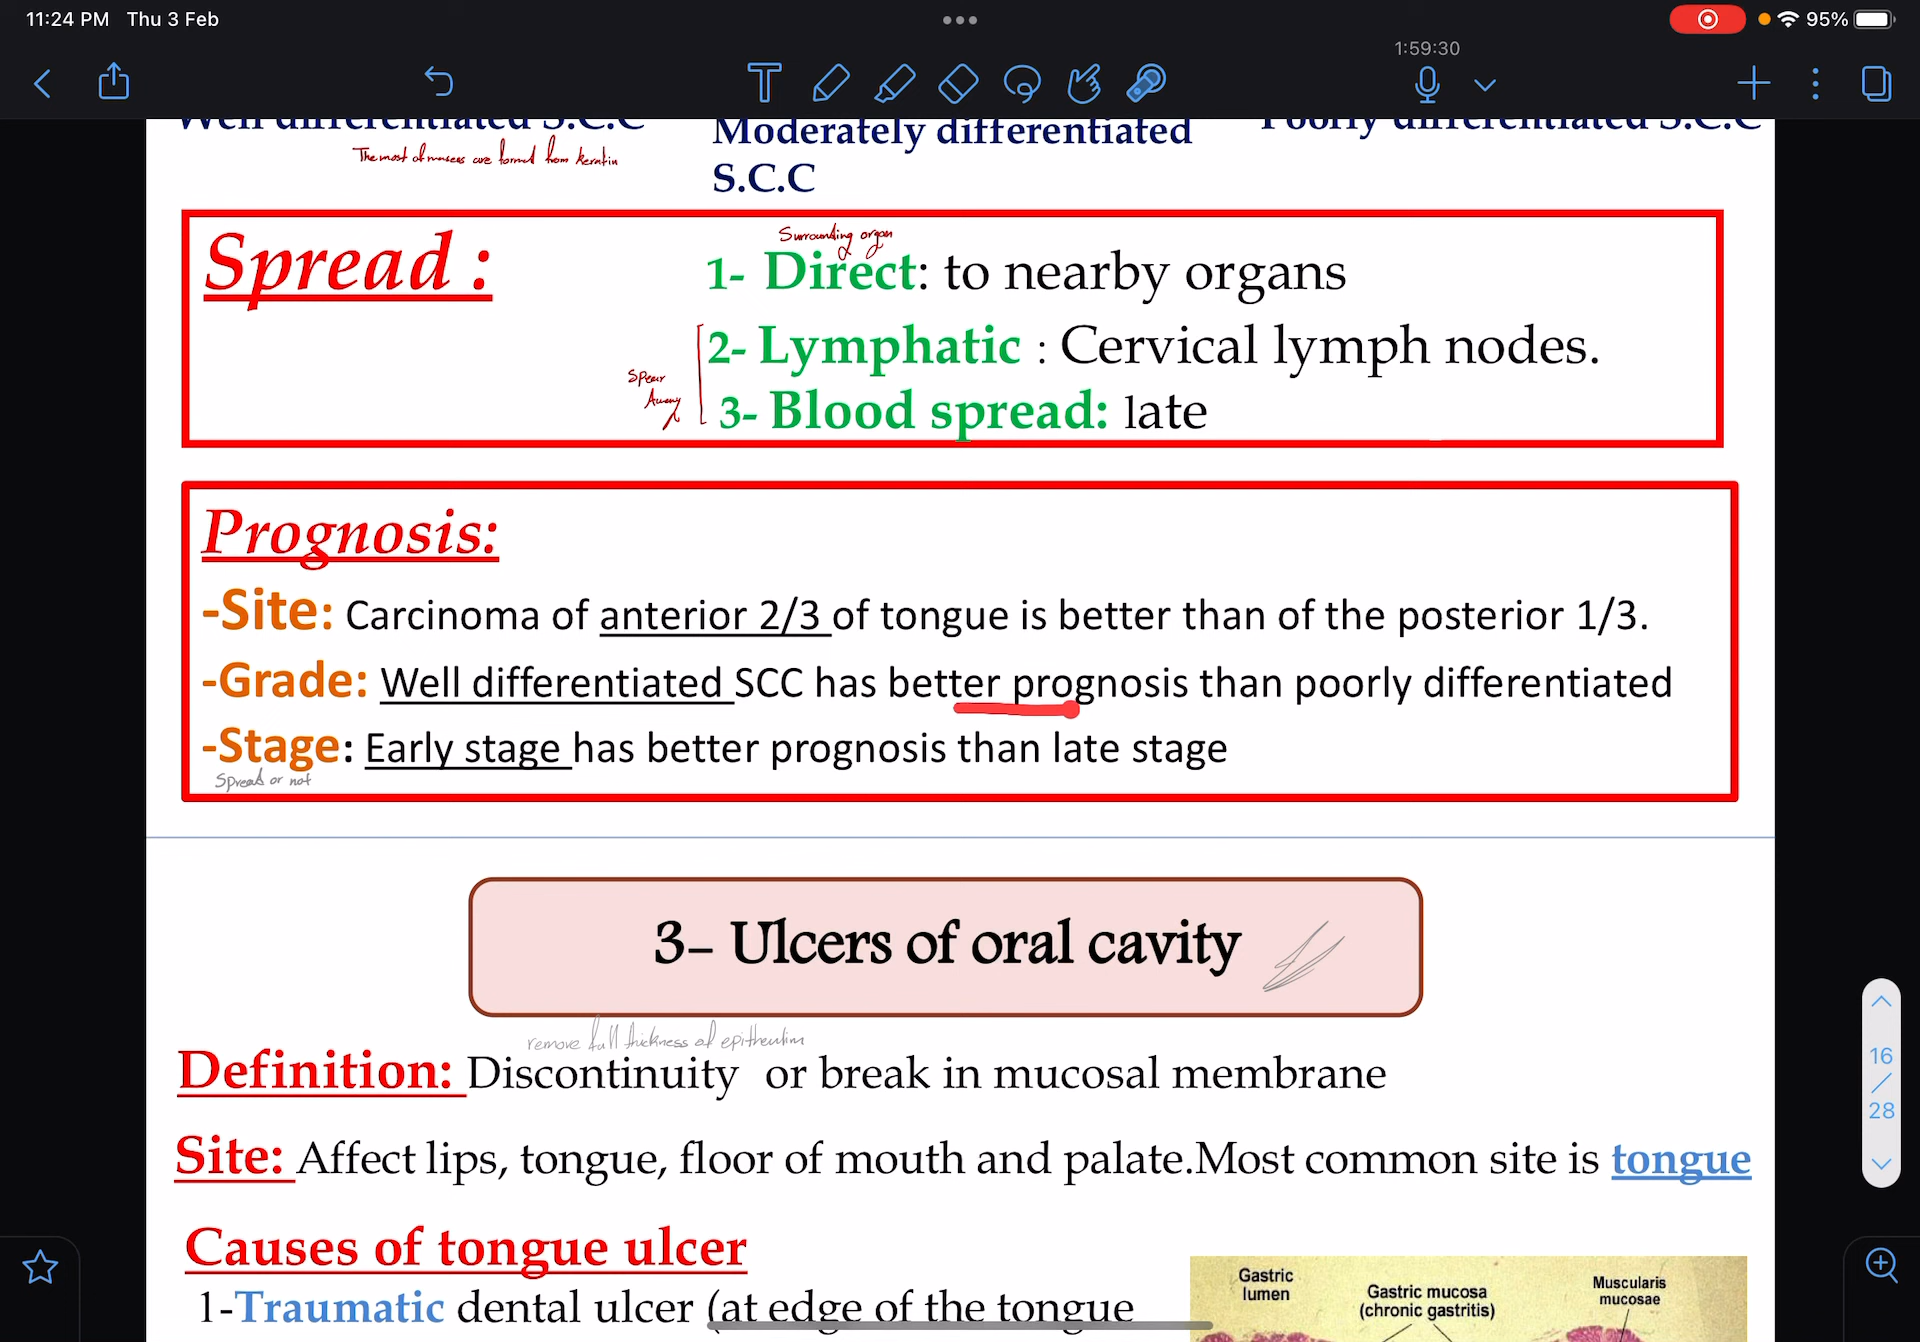 11:24 PM Thu 3 Feb
95%
1:59:30
Well differentiated S.C.C
Moderately differentiated
S.C.C
Poorly differentiated S.C.C
The most of masses are formed from keratin
Spread :
Surrounding organ
1- Direct: to nearby organs
2- Lymphatic : Cervical lymph nodes.
3- Blood spread: late
Prognosis:
-Site: Carcinoma of anterior 2/3 of tongue is better than of the posterior 1/3.
-Grade: Well differentiated SCC has better prognosis than poorly differentiated
-Stage: Early stage has better prognosis than late stage
Spread or not
3- Ulcers of oral cavity
remove full thickness of epitheulim
Definition: Discontinuity or break in mucosal membrane
Site: Affect lips, tongue, floor of mouth and palate.Most common site is tongue
Causes of tongue ulcer
1-Traumatic dental ulcer (at edge of the tongue
Gastric
lumen
Gastric mucosa
(chronic gastritis)
Muscularis
mucosae
16
/
28